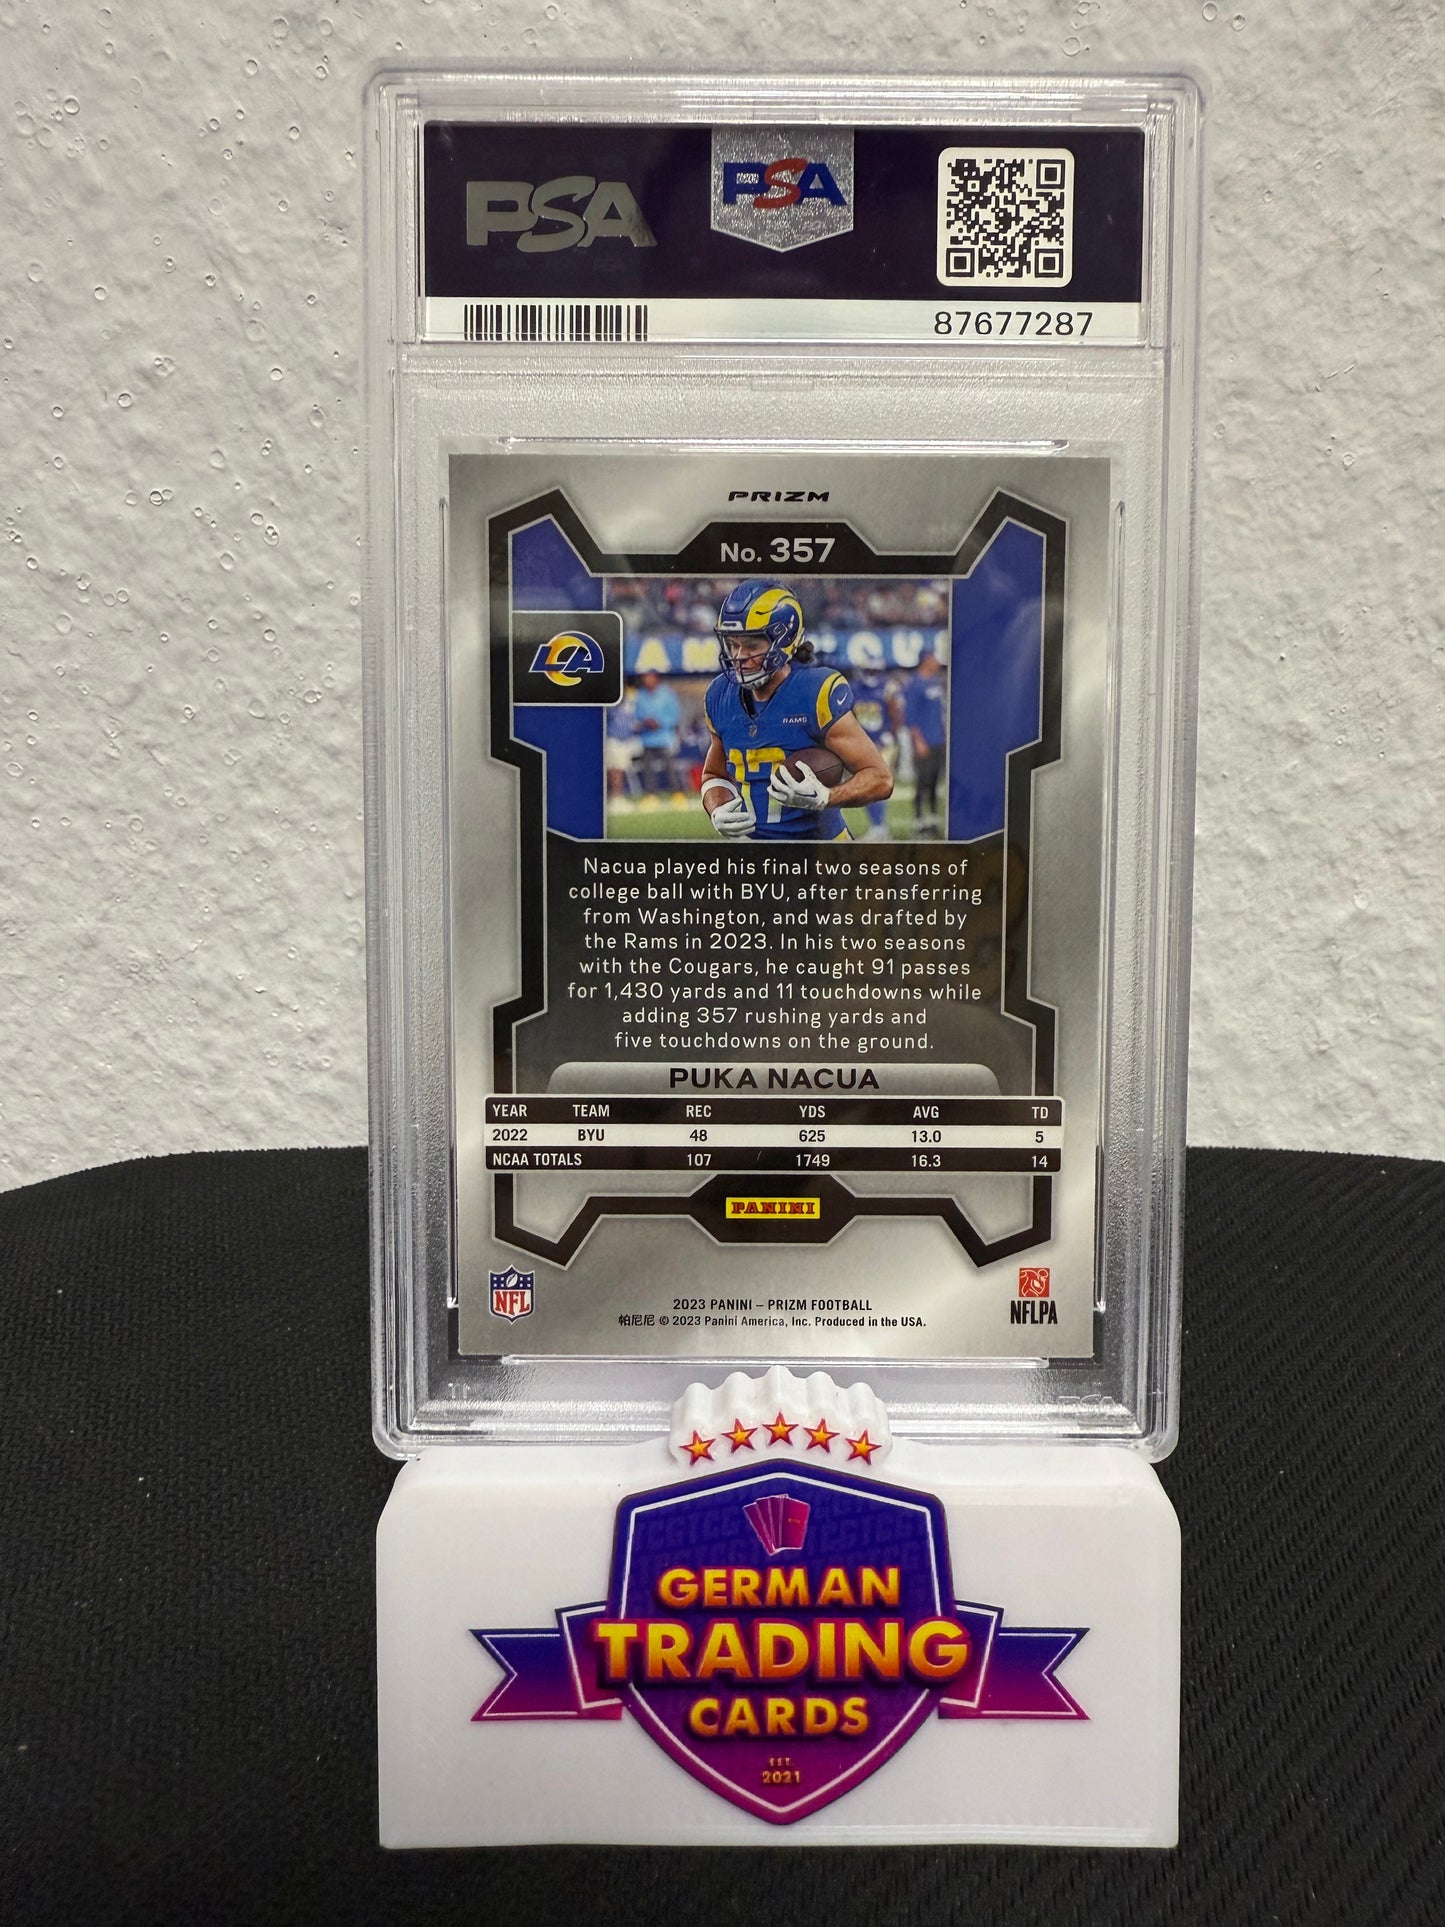 PSA
PSA
87677287
PRIZM
No. 357
LA
RAMS
17
Nacua played his final two seasons of
college ball with BYU, after transferring
from Washington, and was drafted by
the Rams in 2023. In his two seasons
with the Cougars, he caught 91 passes
for 1,430 yards and 11 touchdowns while
adding 357 rushing yards and
five touchdowns on the ground.
PUKA NACUA
YEAR TEAM REC YDS AVG TD
2022 BYU 48 625 13.0 5
NCAA TOTALS 107 1749 16.3 14
PANINI
NFL
NFLPA
2023 PANINI – PRIZM FOOTBALL
帕尼尼 © 2023 Panini America, Inc. Produced in the USA.
GERMAN
TRADING
CARDS
EST.
2021